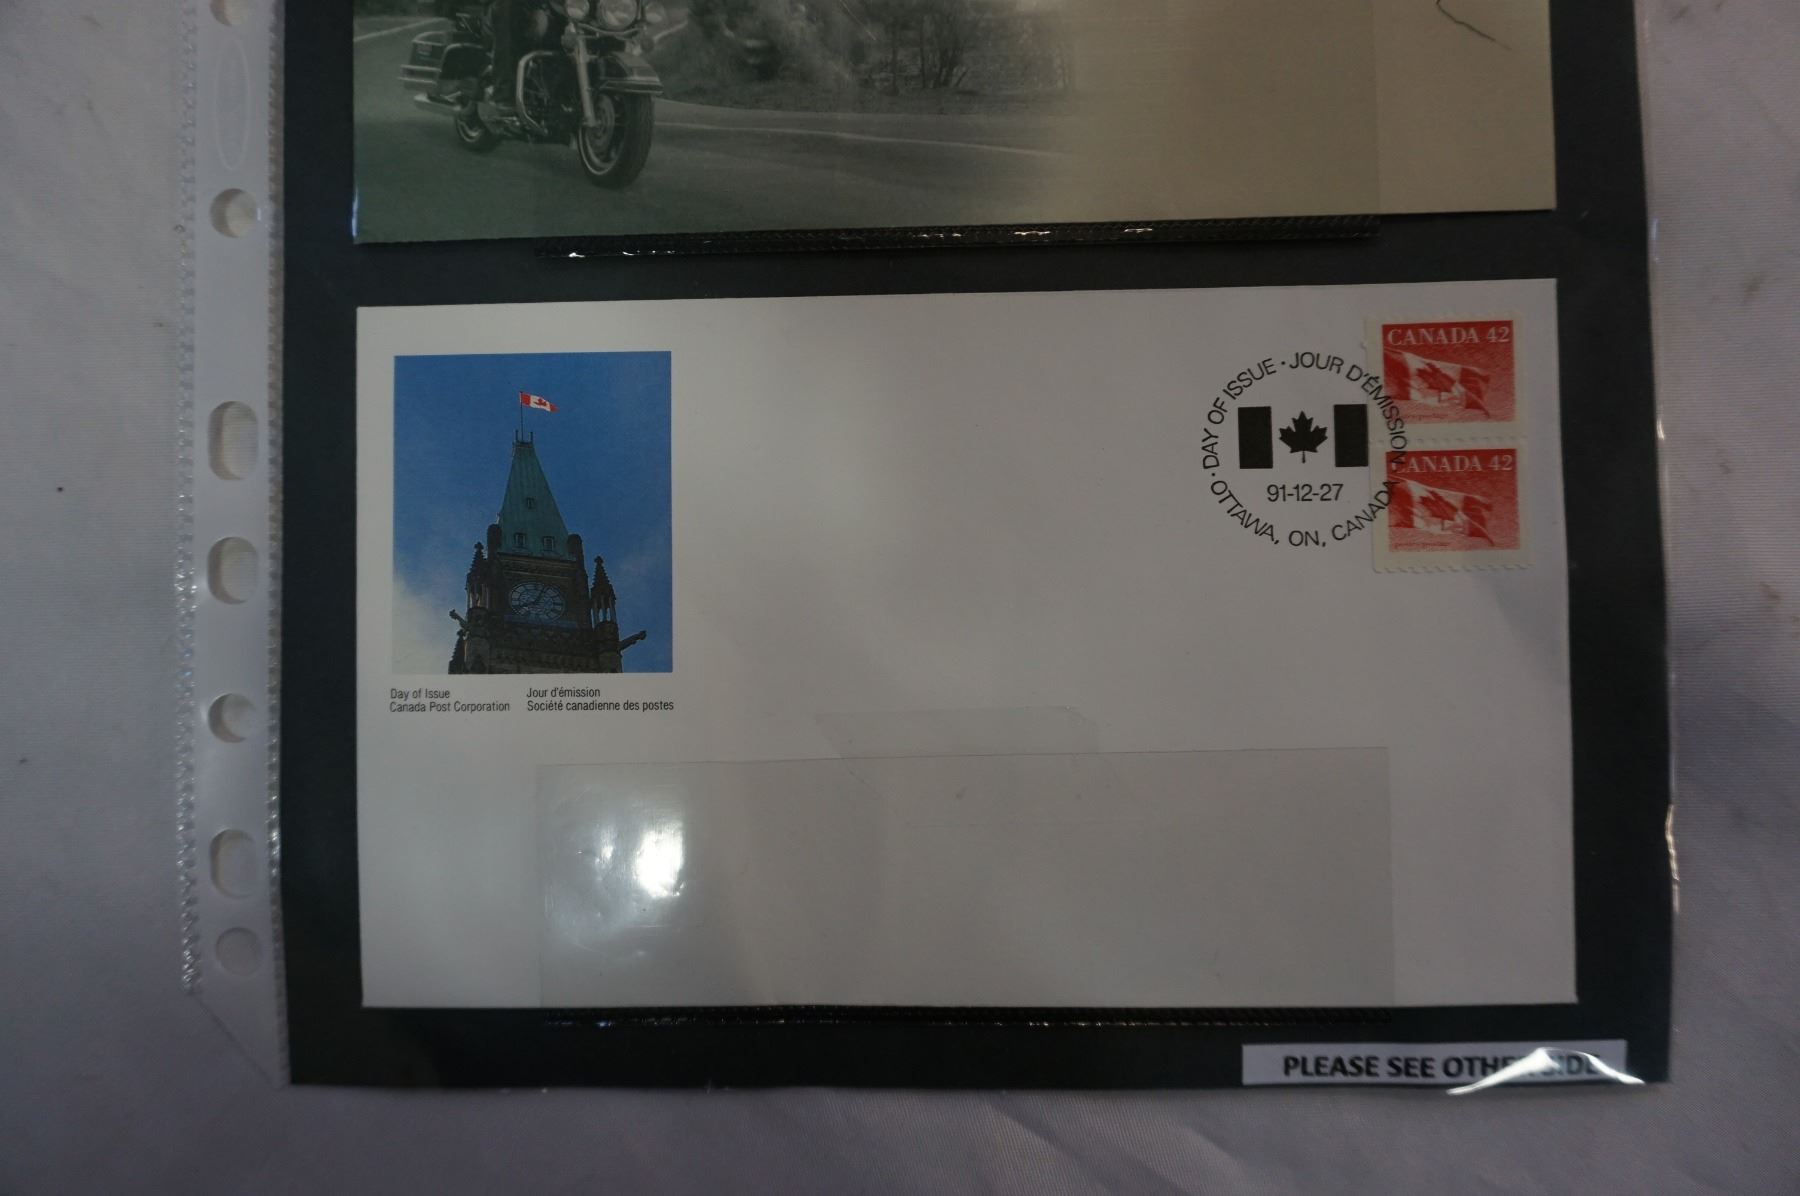 CANADA 42
CANADA 42
DAY OF ISSUE · JOUR D'ÉMISSION · OTTAWA, ON, CANADA ·
91-12-27
Day of Issue
Canada Post Corporation
Jour d'émission
Société canadienne des postes
PLEASE SEE OTHER SIDE